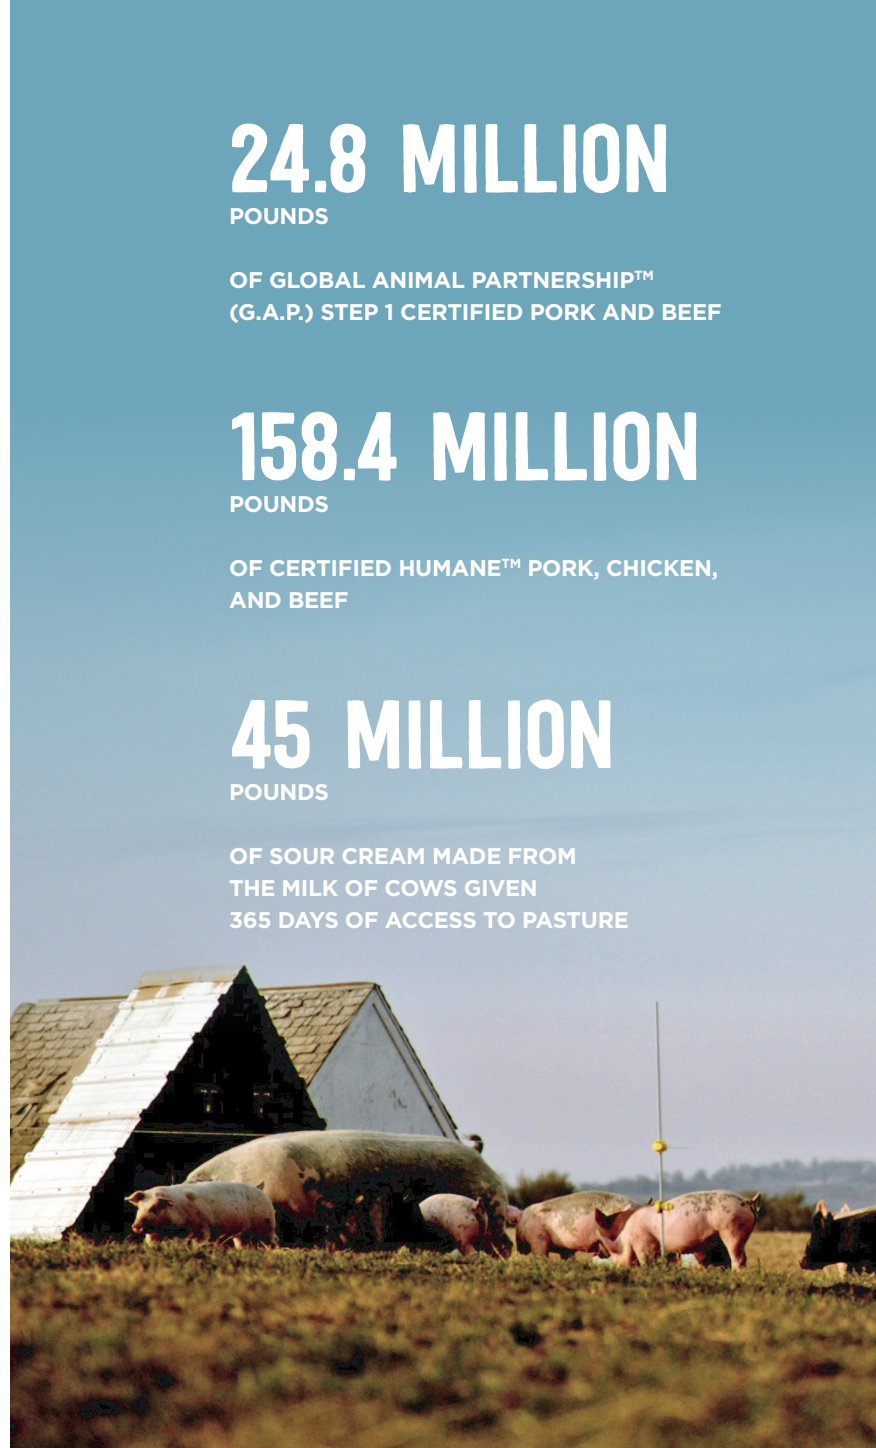 24.8 MILLION
POUNDS
OF GLOBAL ANIMAL PARTNERSHIP™
(G.A.P.) STEP 1 CERTIFIED PORK AND BEEF
158.4 MILLION
POUNDS
OF CERTIFIED HUMANE™ PORK, CHICKEN,
AND BEEF
45 MILLION
POUNDS
OF SOUR CREAM MADE FROM
THE MILK OF COWS GIVEN
365 DAYS OF ACCESS TO PASTURE